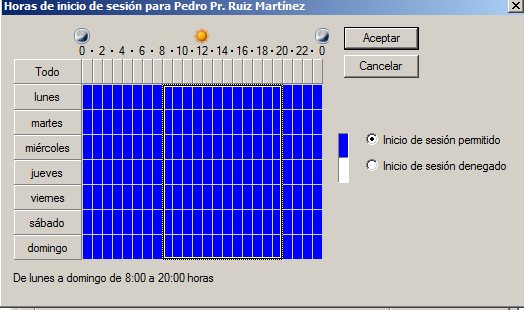 Horas de inicio de sesión para Pedro Pr. Ruiz Martínez
0 · 2 · 4 · 6 · 8 · 10 · 12 · 14 · 16 · 18 · 20 · 22 · 0
Aceptar
Cancelar
Todo
lunes
martes
miércoles
jueves
viernes
sábado
domingo
Inicio de sesión permitido
Inicio de sesión denegado
De lunes a domingo de 8:00 a 20:00 horas